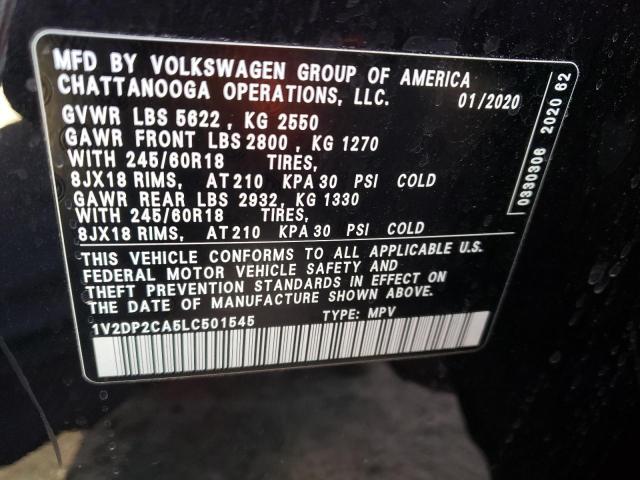 MFD BY VOLKSWAGEN GROUP OF AMERICA
CHATTANOOGA OPERATIONS, LLC. 01/2020
GVWR LBS 5622 , KG 2550
GAWR FRONT LBS 2800 , KG 1270
WITH 245/60R18 TIRES,
8JX18 RIMS, AT 210 KPA 30 PSI COLD
GAWR REAR LBS 2932, KG 1330
WITH 245/60R18 TIRES,
8JX18 RIMS, AT 210 KPA 30 PSI COLD
THIS VEHICLE CONFORMS TO ALL APPLICABLE U.S.
FEDERAL MOTOR VEHICLE SAFETY AND
THEFT PREVENTION STANDARDS IN EFFECT ON
THE DATE OF MANUFACTURE SHOWN ABOVE.
1V2DP2CA5LC501545 TYPE: MPV
0330306 2020 62